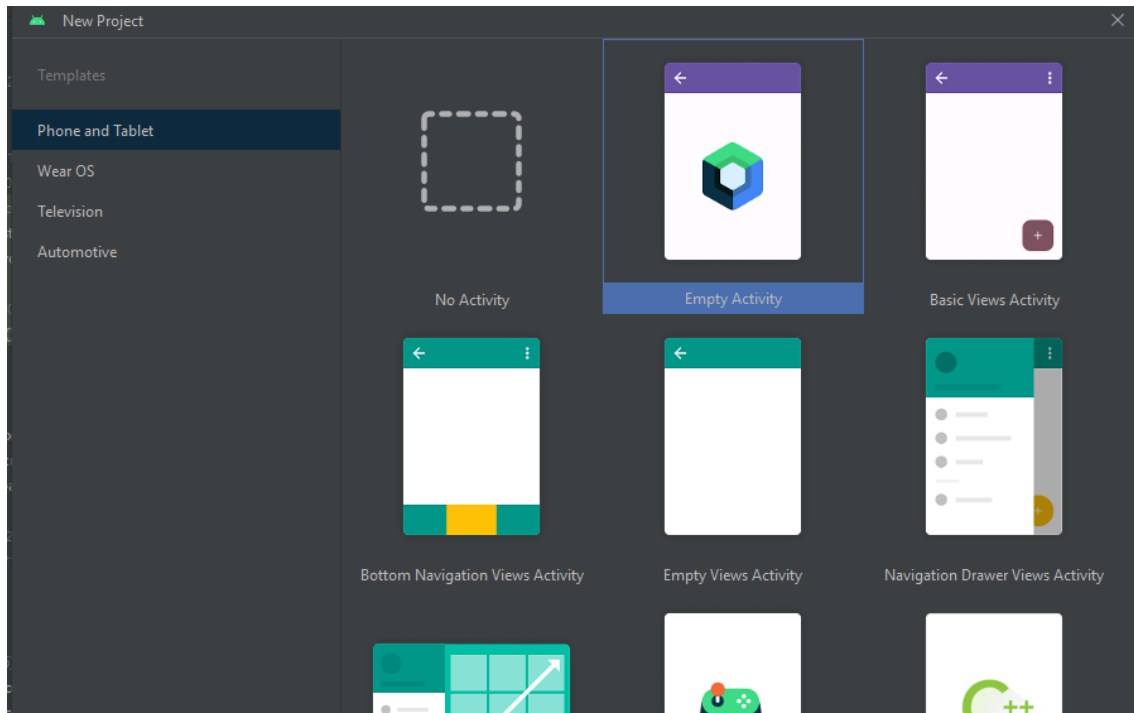 New Project
Templates
Phone and Tablet
Wear OS
Television
Automotive
No Activity
Empty Activity
Basic Views Activity
Bottom Navigation Views Activity
Empty Views Activity
Navigation Drawer Views Activity
++